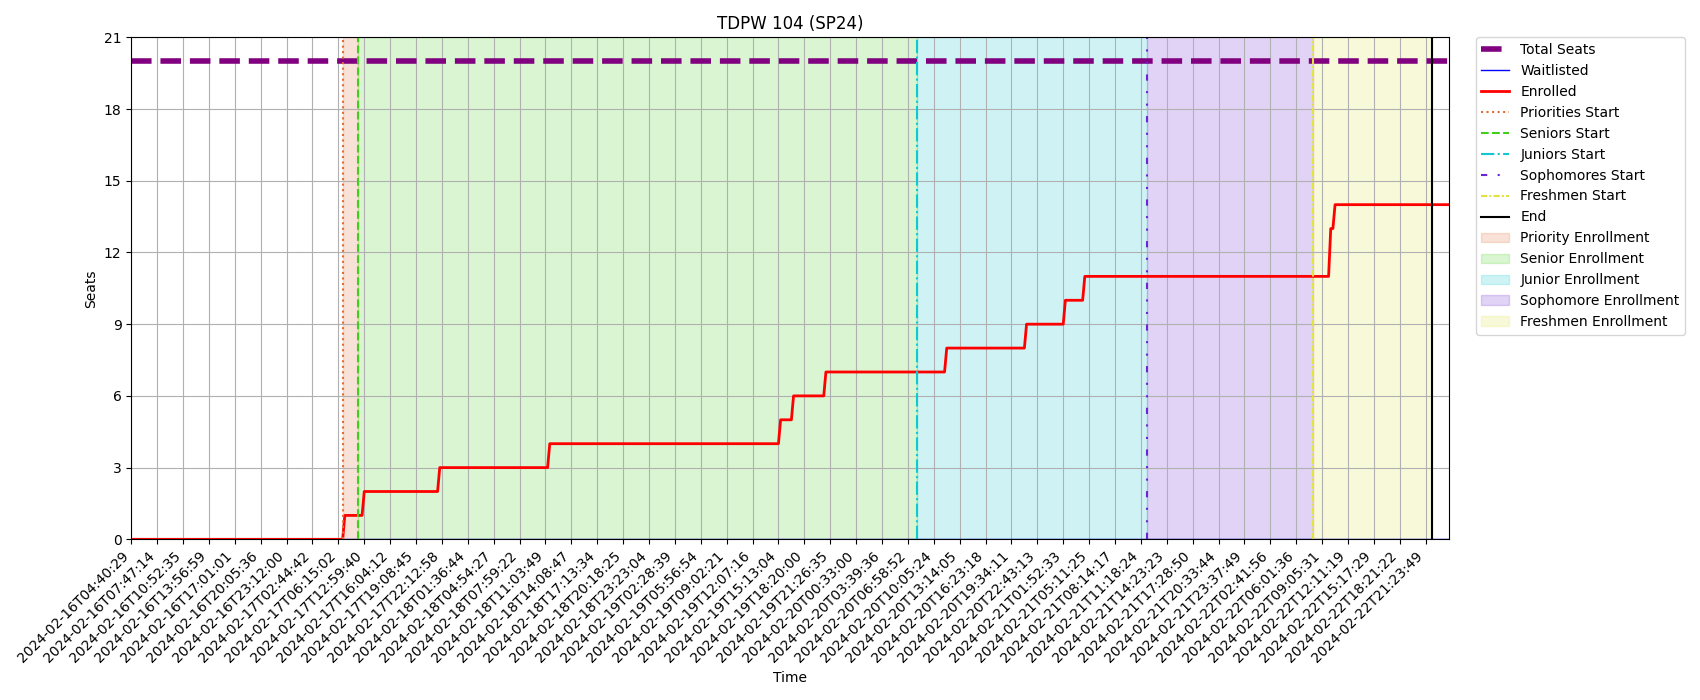 TDPW 104 (SP24)
21
18
15
12
9
6
3
0
Seats
2024-02-16T04:40:29
2024-02-16T07:47:14
2024-02-16T10:52:35
2024-02-16T13:56:59
2024-02-16T17:01:01
2024-02-16T20:05:36
2024-02-16T23:12:00
2024-02-17T02:44:42
2024-02-17T06:15:02
2024-02-17T12:59:40
2024-02-17T16:04:12
2024-02-17T19:08:45
2024-02-17T22:12:58
2024-02-18T01:36:44
2024-02-18T04:54:27
2024-02-18T07:59:22
2024-02-18T11:03:49
2024-02-18T14:08:47
2024-02-18T17:13:34
2024-02-18T20:18:25
2024-02-18T23:23:04
2024-02-19T02:28:39
2024-02-19T05:56:54
2024-02-19T09:02:21
2024-02-19T12:07:16
2024-02-19T15:13:04
2024-02-19T18:20:00
2024-02-19T21:26:35
2024-02-20T00:33:00
2024-02-20T03:39:36
2024-02-20T06:58:52
2024-02-20T10:05:24
2024-02-20T13:14:05
2024-02-20T16:23:18
2024-02-20T19:34:11
2024-02-20T22:43:13
2024-02-21T01:52:33
2024-02-21T05:11:25
2024-02-21T08:14:17
2024-02-21T11:18:24
2024-02-21T14:23:23
2024-02-21T17:28:50
2024-02-21T20:33:44
2024-02-21T23:37:49
2024-02-22T02:41:56
2024-02-22T06:01:36
2024-02-22T09:05:31
2024-02-22T12:11:19
2024-02-22T15:17:29
2024-02-22T18:21:22
2024-02-22T21:23:49
Time
Total Seats
Waitlisted
Enrolled
Priorities Start
Seniors Start
Juniors Start
Sophomores Start
Freshmen Start
End
Priority Enrollment
Senior Enrollment
Junior Enrollment
Sophomore Enrollment
Freshmen Enrollment